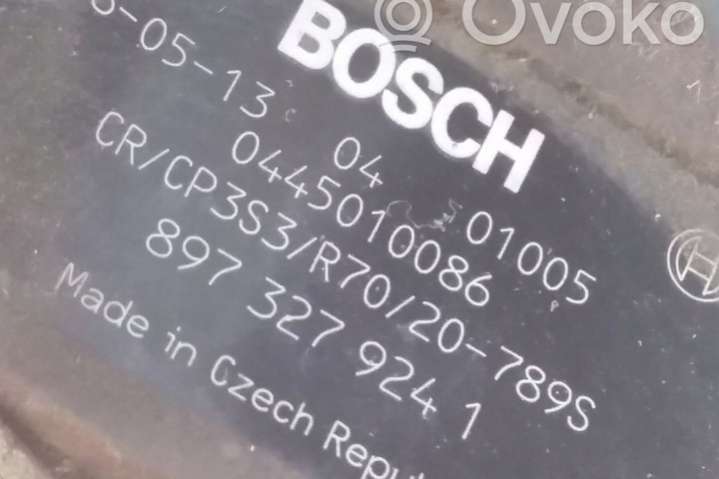 Ovoko
BOSCH
-05-13 04 01005
0445010086
CR/CP3S3/R70/20-789S
897 327 924 1
Made in Czech Repu